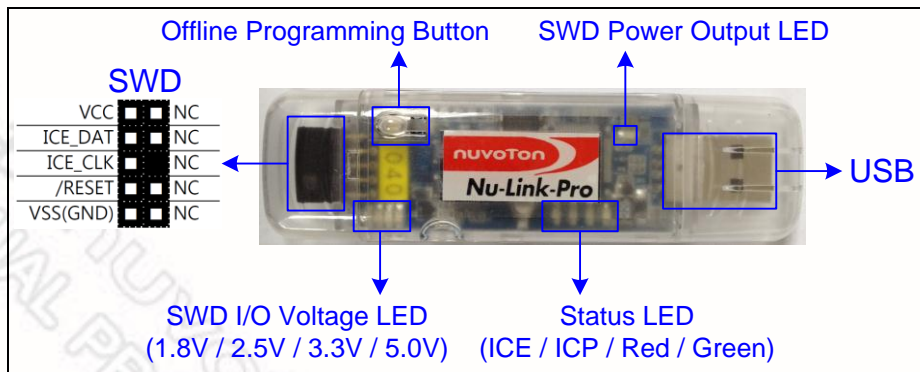 Offline Programming Button
SWD Power Output LED
SWD
VCC NC
ICE_DAT NC
ICE_CLK NC
/RESET NC
VSS(GND) NC
040
nuvoTon
Nu-Link-Pro
USB
SWD I/O Voltage LED
(1.8V / 2.5V / 3.3V / 5.0V)
Status LED
(ICE / ICP / Red / Green)